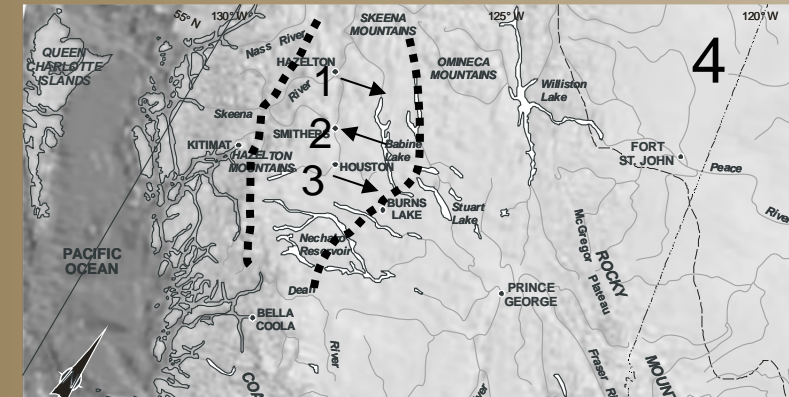 55° N
130° W
125° W
120° W
SKEENA
MOUNTAINS
4
Nass River
QUEEN
CHARLOTTE
ISLANDS
HAZELTON
OMINECA
MOUNTAINS
1
River
Williston
Lake
Skeena
SMITHERS
2
KITIMAT
Babine
Lake
FORT
ST. JOHN
HAZELTON
MOUNTAINS
HOUSTON
Peace
3
BURNS
LAKE
Stuart
Lake
River
McGregor
Plateau
Nechako
Reservoir
PACIFIC
OCEAN
ROCKY
Dean
PRINCE
GEORGE
BELLA
COOLA
River
Fraser
MOUN
COA